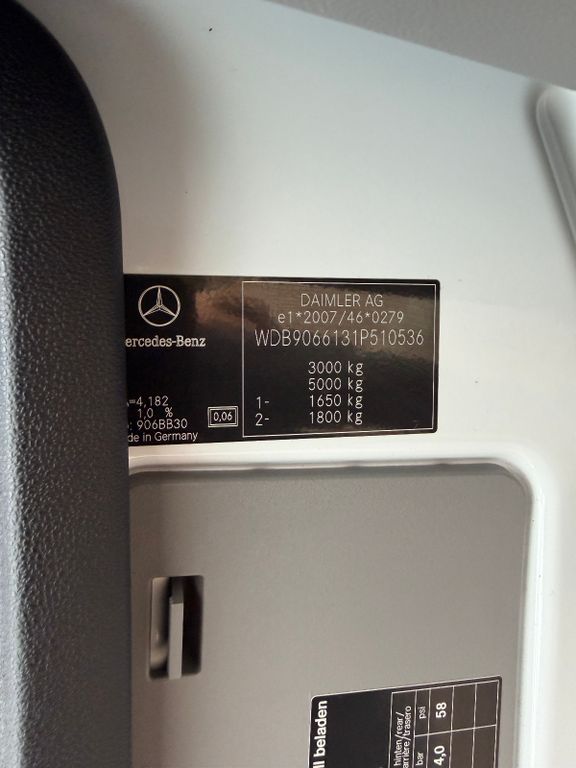 DAIMLER AG
e1*2007/46*0279
WDB9066131P510536
3000 kg
5000 kg
1- 1650 kg
2- 1800 kg
ercedes-Benz
=4,182
1,0 %
: 906BB30
de in Germany
0,06
ll beladen
hinten/rear/
arrière/trasero
bar psi
4,0 58